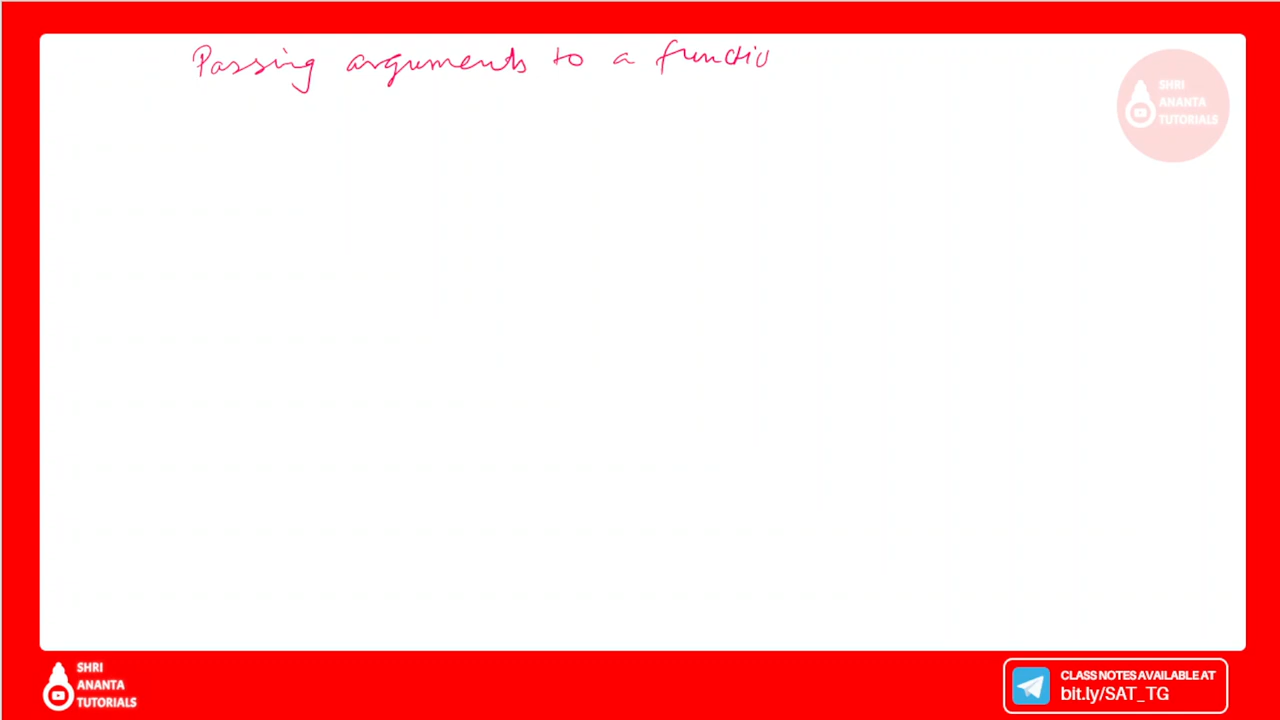 Passing arguments to a functio
SHRI
ANANTA
TUTORIALS
SHRI
ANANTA
TUTORIALS
CLASS NOTES AVAILABLE AT
bit.ly/SAT_TG